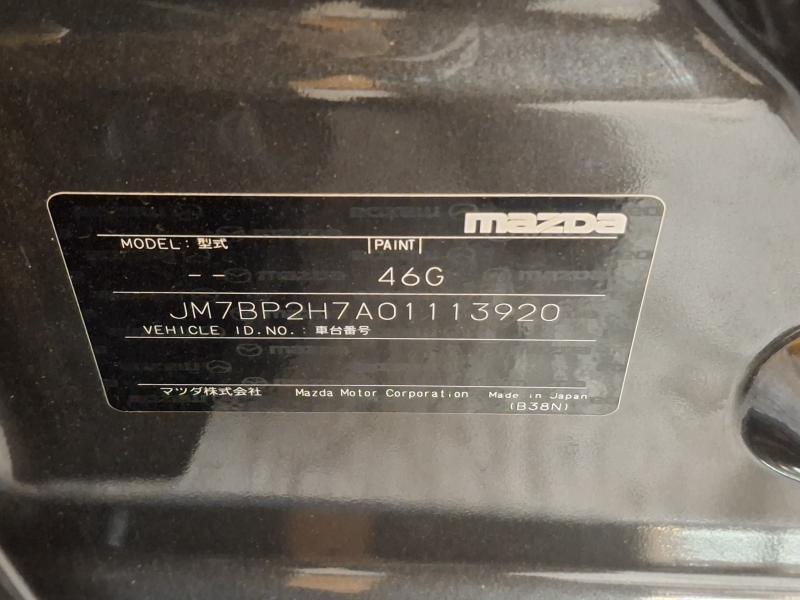 mazda
MODEL: 型式 PAINT
-- 46G
JM7BP2H7A01113920
VEHICLE ID.NO.: 車台番号
マツダ株式会社 Mazda Motor Corporation Made in Japan
(B38N)